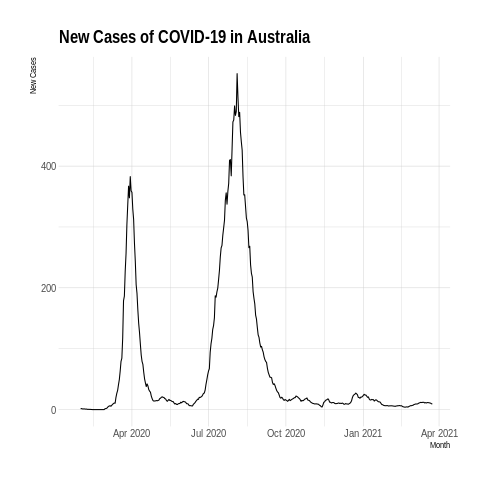 New Cases of COVID-19 in Australia
New Cases
400
200
0
Apr 2020 Jul 2020 Oct 2020 Jan 2021 Apr 2021
Month